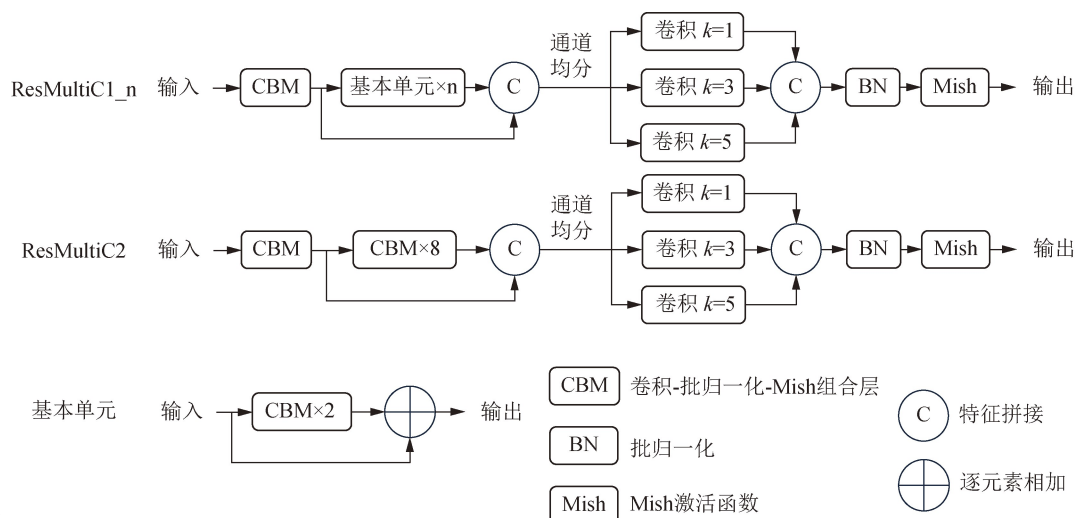 ResMultiC1_n
输入
CBM
基本单元×n
C
通道
均分
卷积 k=1
卷积 k=3
卷积 k=5
C
BN
Mish
输出
ResMultiC2
输入
CBM
CBM×8
C
通道
均分
卷积 k=1
卷积 k=3
卷积 k=5
C
BN
Mish
输出
基本单元
输入
CBM×2
输出
CBM
卷积-批归一化-Mish组合层
BN
批归一化
Mish
Mish激活函数
C
特征拼接
逐元素相加